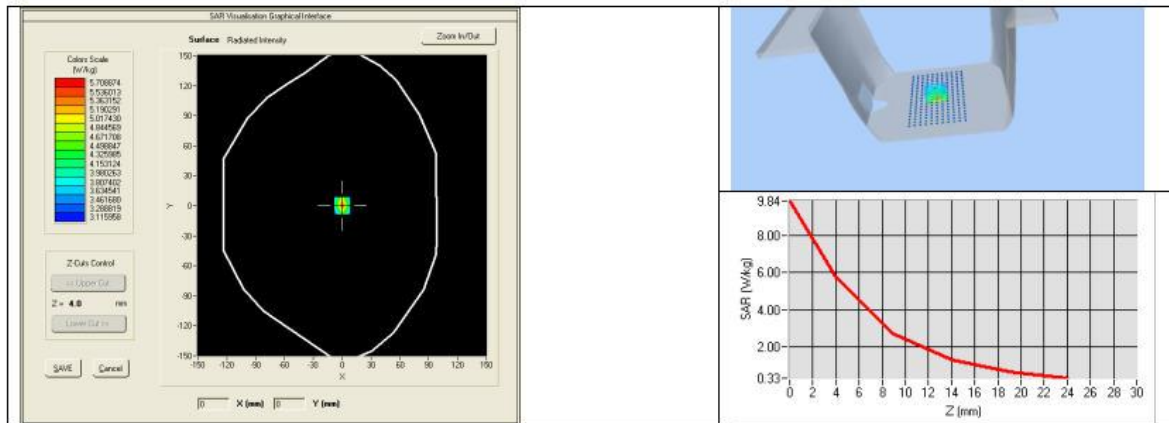 SAR Visualisation Graphical Interface
Surface Radiated Intensity
Zoom In/Out
Colors Scale
(W/kg)
5.708874
5.536013
5.363152
5.190291
5.017430
4.844569
4.671708
4.498847
4.325985
4.153124
3.980263
3.807402
3.634541
3.461680
3.288819
3.115958
Z-Cuts Control
<< Upper Cut
Z = 4.0 mm
Lower Cut >>
SAVE Cancel
Y
150
120
90
60
30
0
-30
-60
-90
-120
-150
-150 -120 -90 -60 -30 0 30 60 90 120 150
X
0 X (mm) 0 Y (mm)
SAR (W/kg)
9.84
8.00
6.00
4.00
2.00
0.33
0 2 4 6 8 10 12 14 16 18 20 22 24 26 28 30
Z (mm)